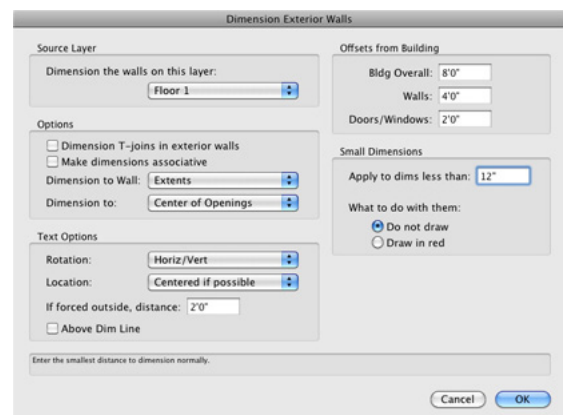 Dimension Exterior Walls
Source Layer
Dimension the walls on this layer:
Floor 1
Options
Dimension T-joins in exterior walls
Make dimensions associative
Dimension to Wall: Extents
Dimension to: Center of Openings
Text Options
Rotation: Horiz/Vert
Location: Centered if possible
If forced outside, distance: 2'0"
Above Dim Line
Offsets from Building
Bldg Overall: 8'0"
Walls: 4'0"
Doors/Windows: 2'0"
Small Dimensions
Apply to dims less than: 12"
What to do with them:
Do not draw
Draw in red
Enter the smallest distance to dimension normally.
Cancel OK